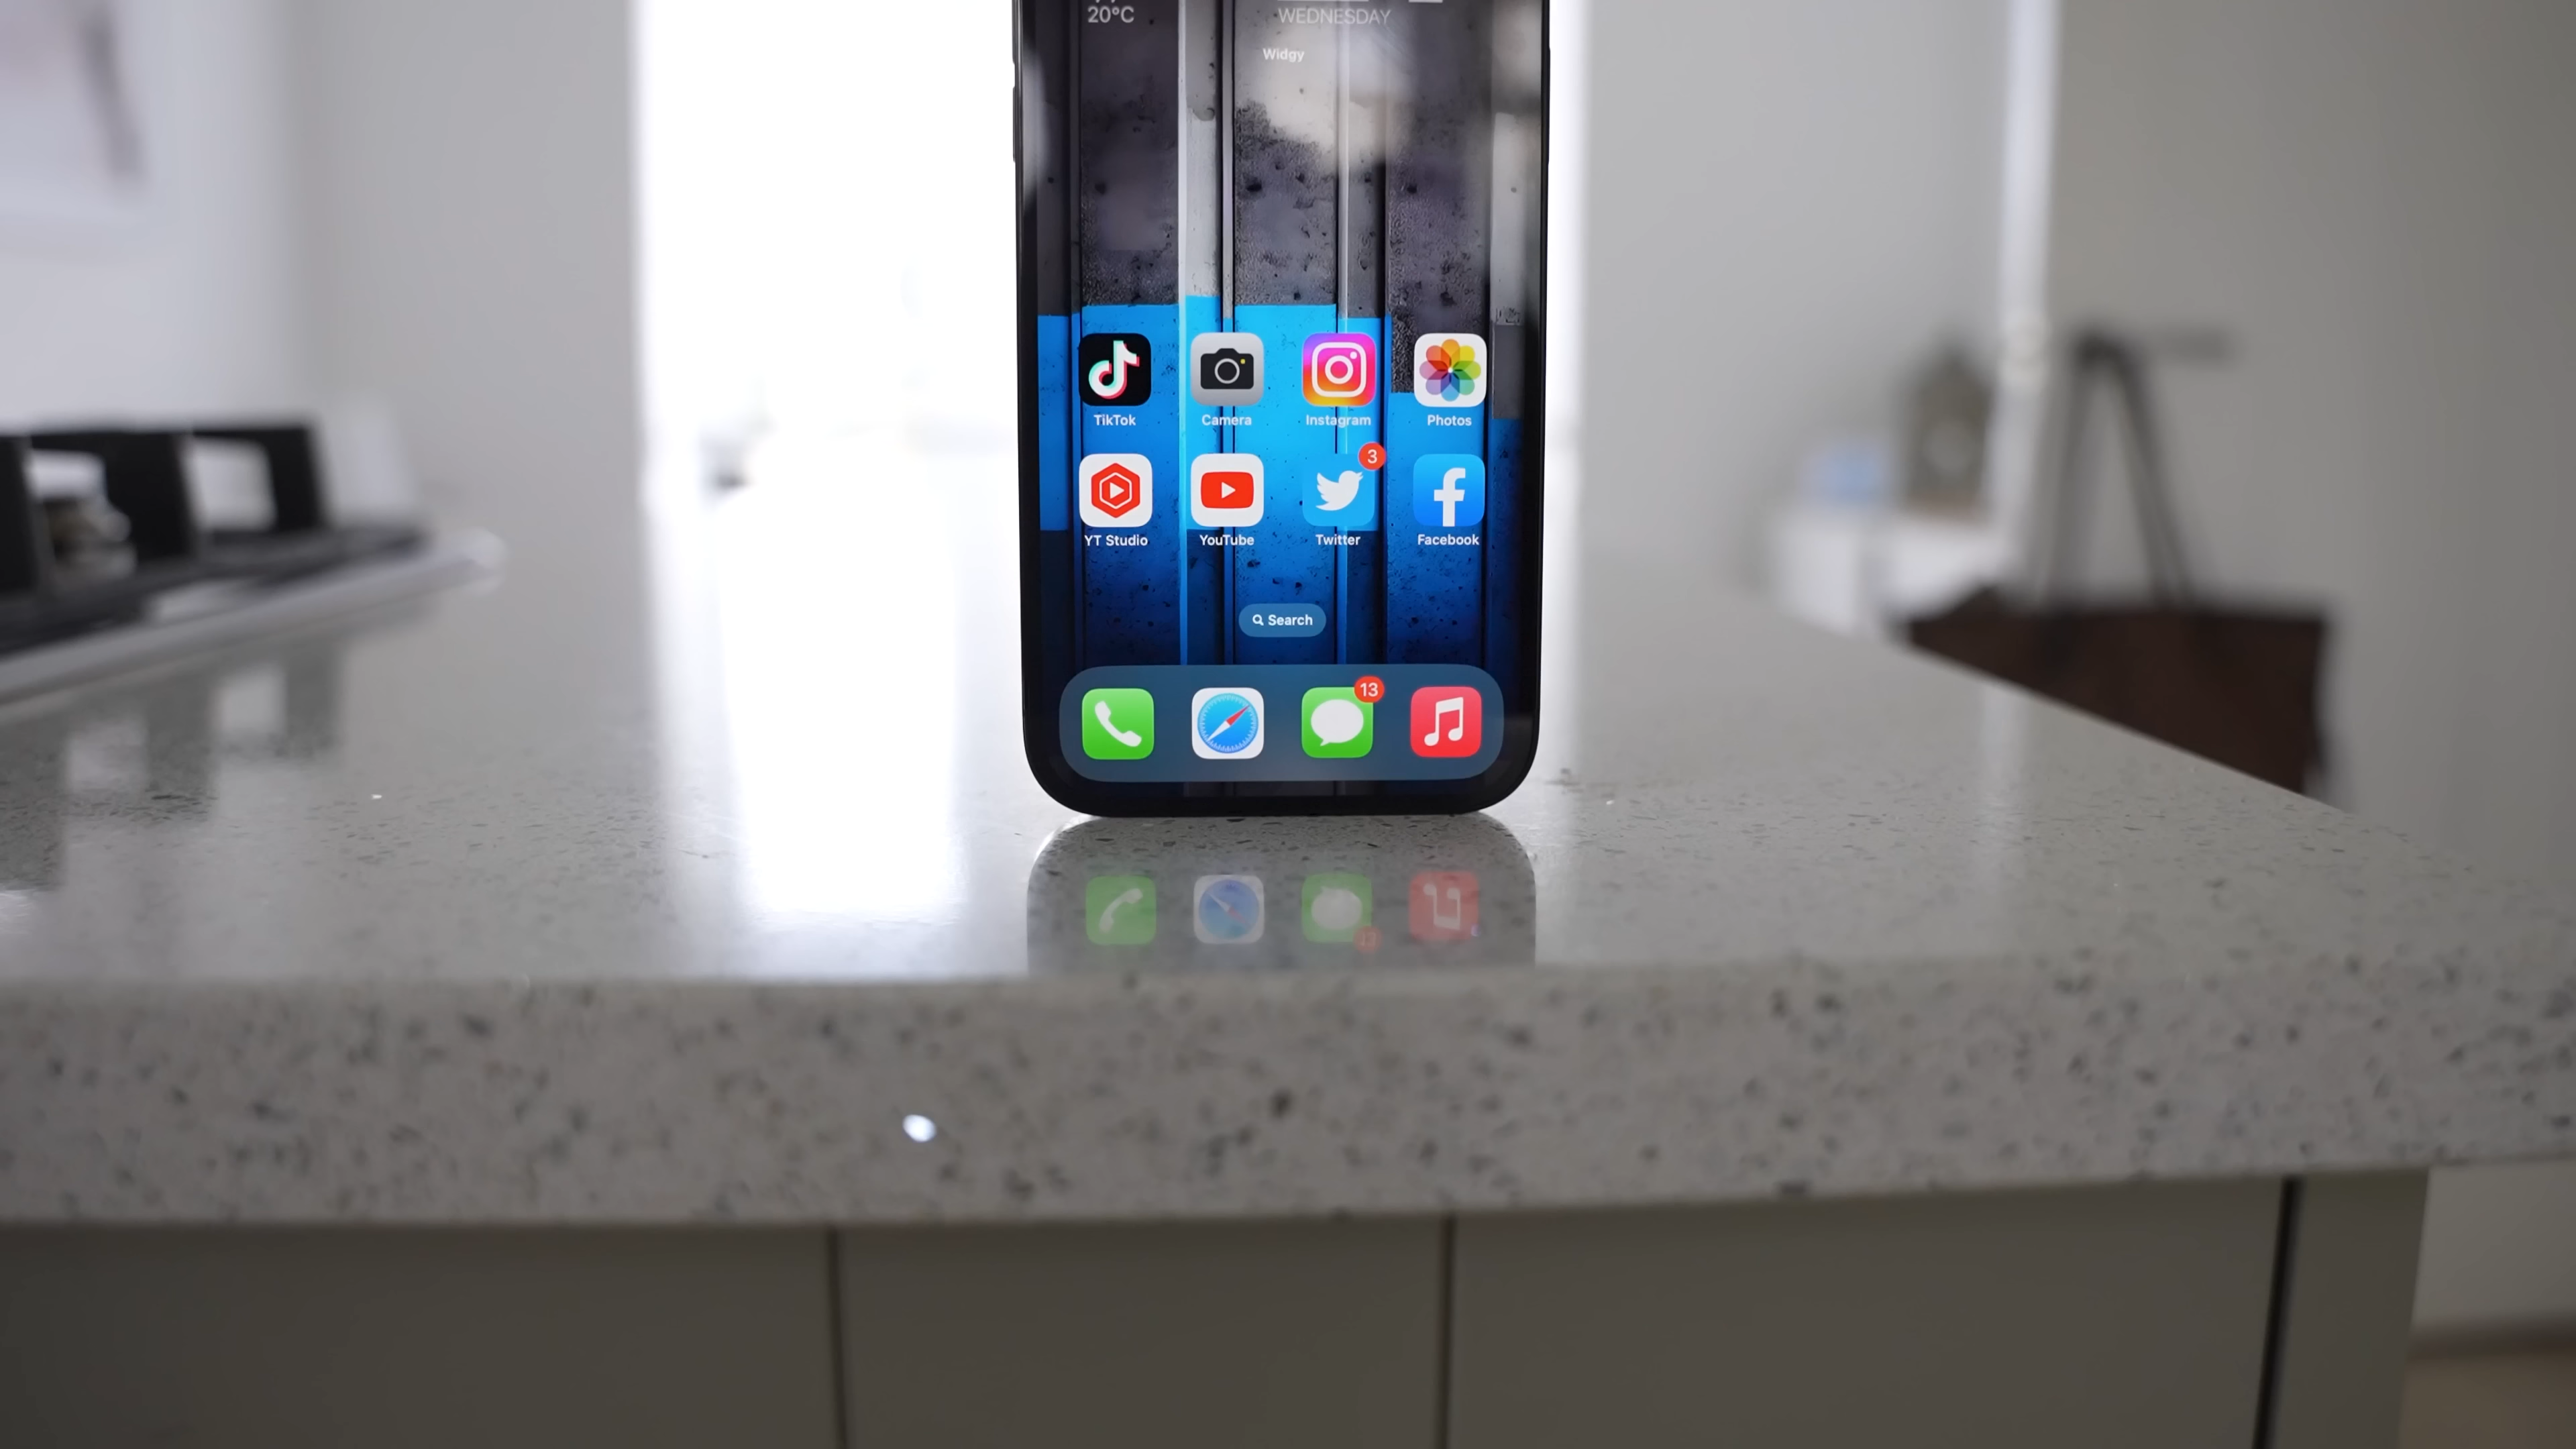 20°C
WEDNESDAY
Widgy
TikTok
Camera
Instagram
Photos
3
YT Studio
YouTube
Twitter
Facebook
Search
13